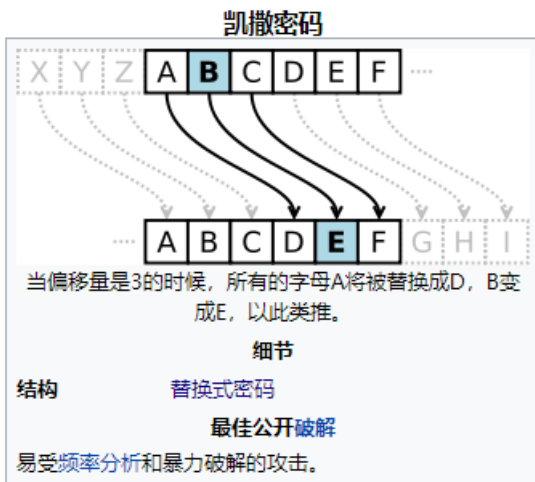 凯撒密码
X Y Z A B C D E F ····
···· A B C D E F G H I
当偏移量是3的时候，所有的字母A将被替换成D，B变
成E，以此类推。
细节
结构 替换式密码
最佳公开破解
易受频率分析和暴力破解的攻击。